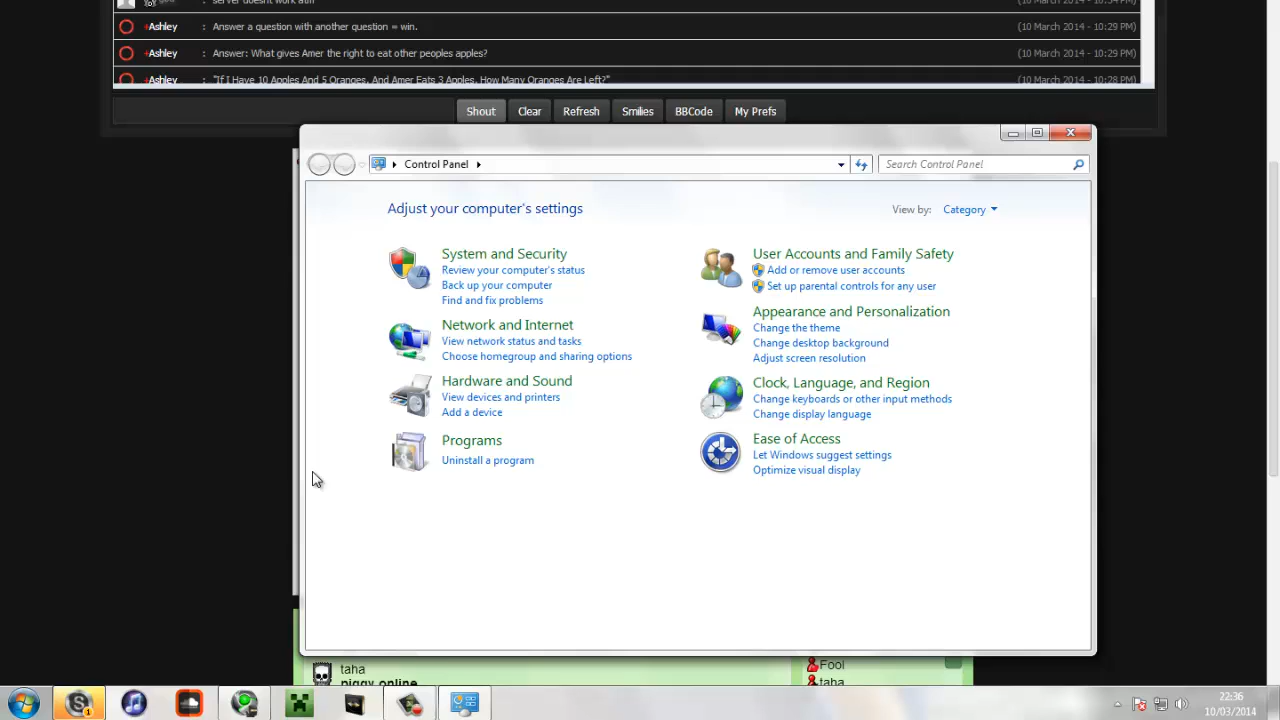 server doesnt work atm (10 March 2014 - 10:34 PM)
+Ashley : Answer a question with another question = win. (10 March 2014 - 10:29 PM)
+Ashley : Answer: What gives Amer the right to eat other peoples apples? (10 March 2014 - 10:29 PM)
+Ashley : "If I Have 10 Apples And 5 Oranges, And Amer Eats 3 Apples, How Many Oranges Are Left?" (10 March 2014 - 10:28 PM)
Shout Clear Refresh Smilies BBCode My Prefs
Control Panel
Search Control Panel
Adjust your computer's settings
View by: Category
System and Security
Review your computer's status
Back up your computer
Find and fix problems
Network and Internet
View network status and tasks
Choose homegroup and sharing options
Hardware and Sound
View devices and printers
Add a device
Programs
Uninstall a program
User Accounts and Family Safety
Add or remove user accounts
Set up parental controls for any user
Appearance and Personalization
Change the theme
Change desktop background
Adjust screen resolution
Clock, Language, and Region
Change keyboards or other input methods
Change display language
Ease of Access
Let Windows suggest settings
Optimize visual display
taha
piggy online
Fool
taha
1
22:36
10/03/2014